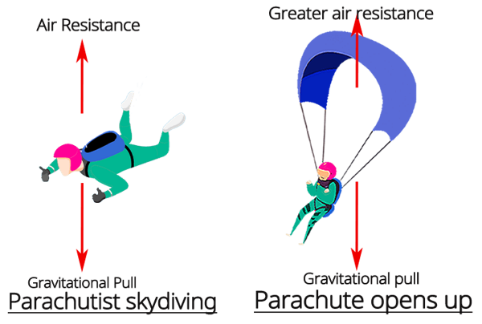 Air Resistance
Gravitational Pull
Parachutist skydiving
Greater air resistance
Gravitational pull
Parachute opens up